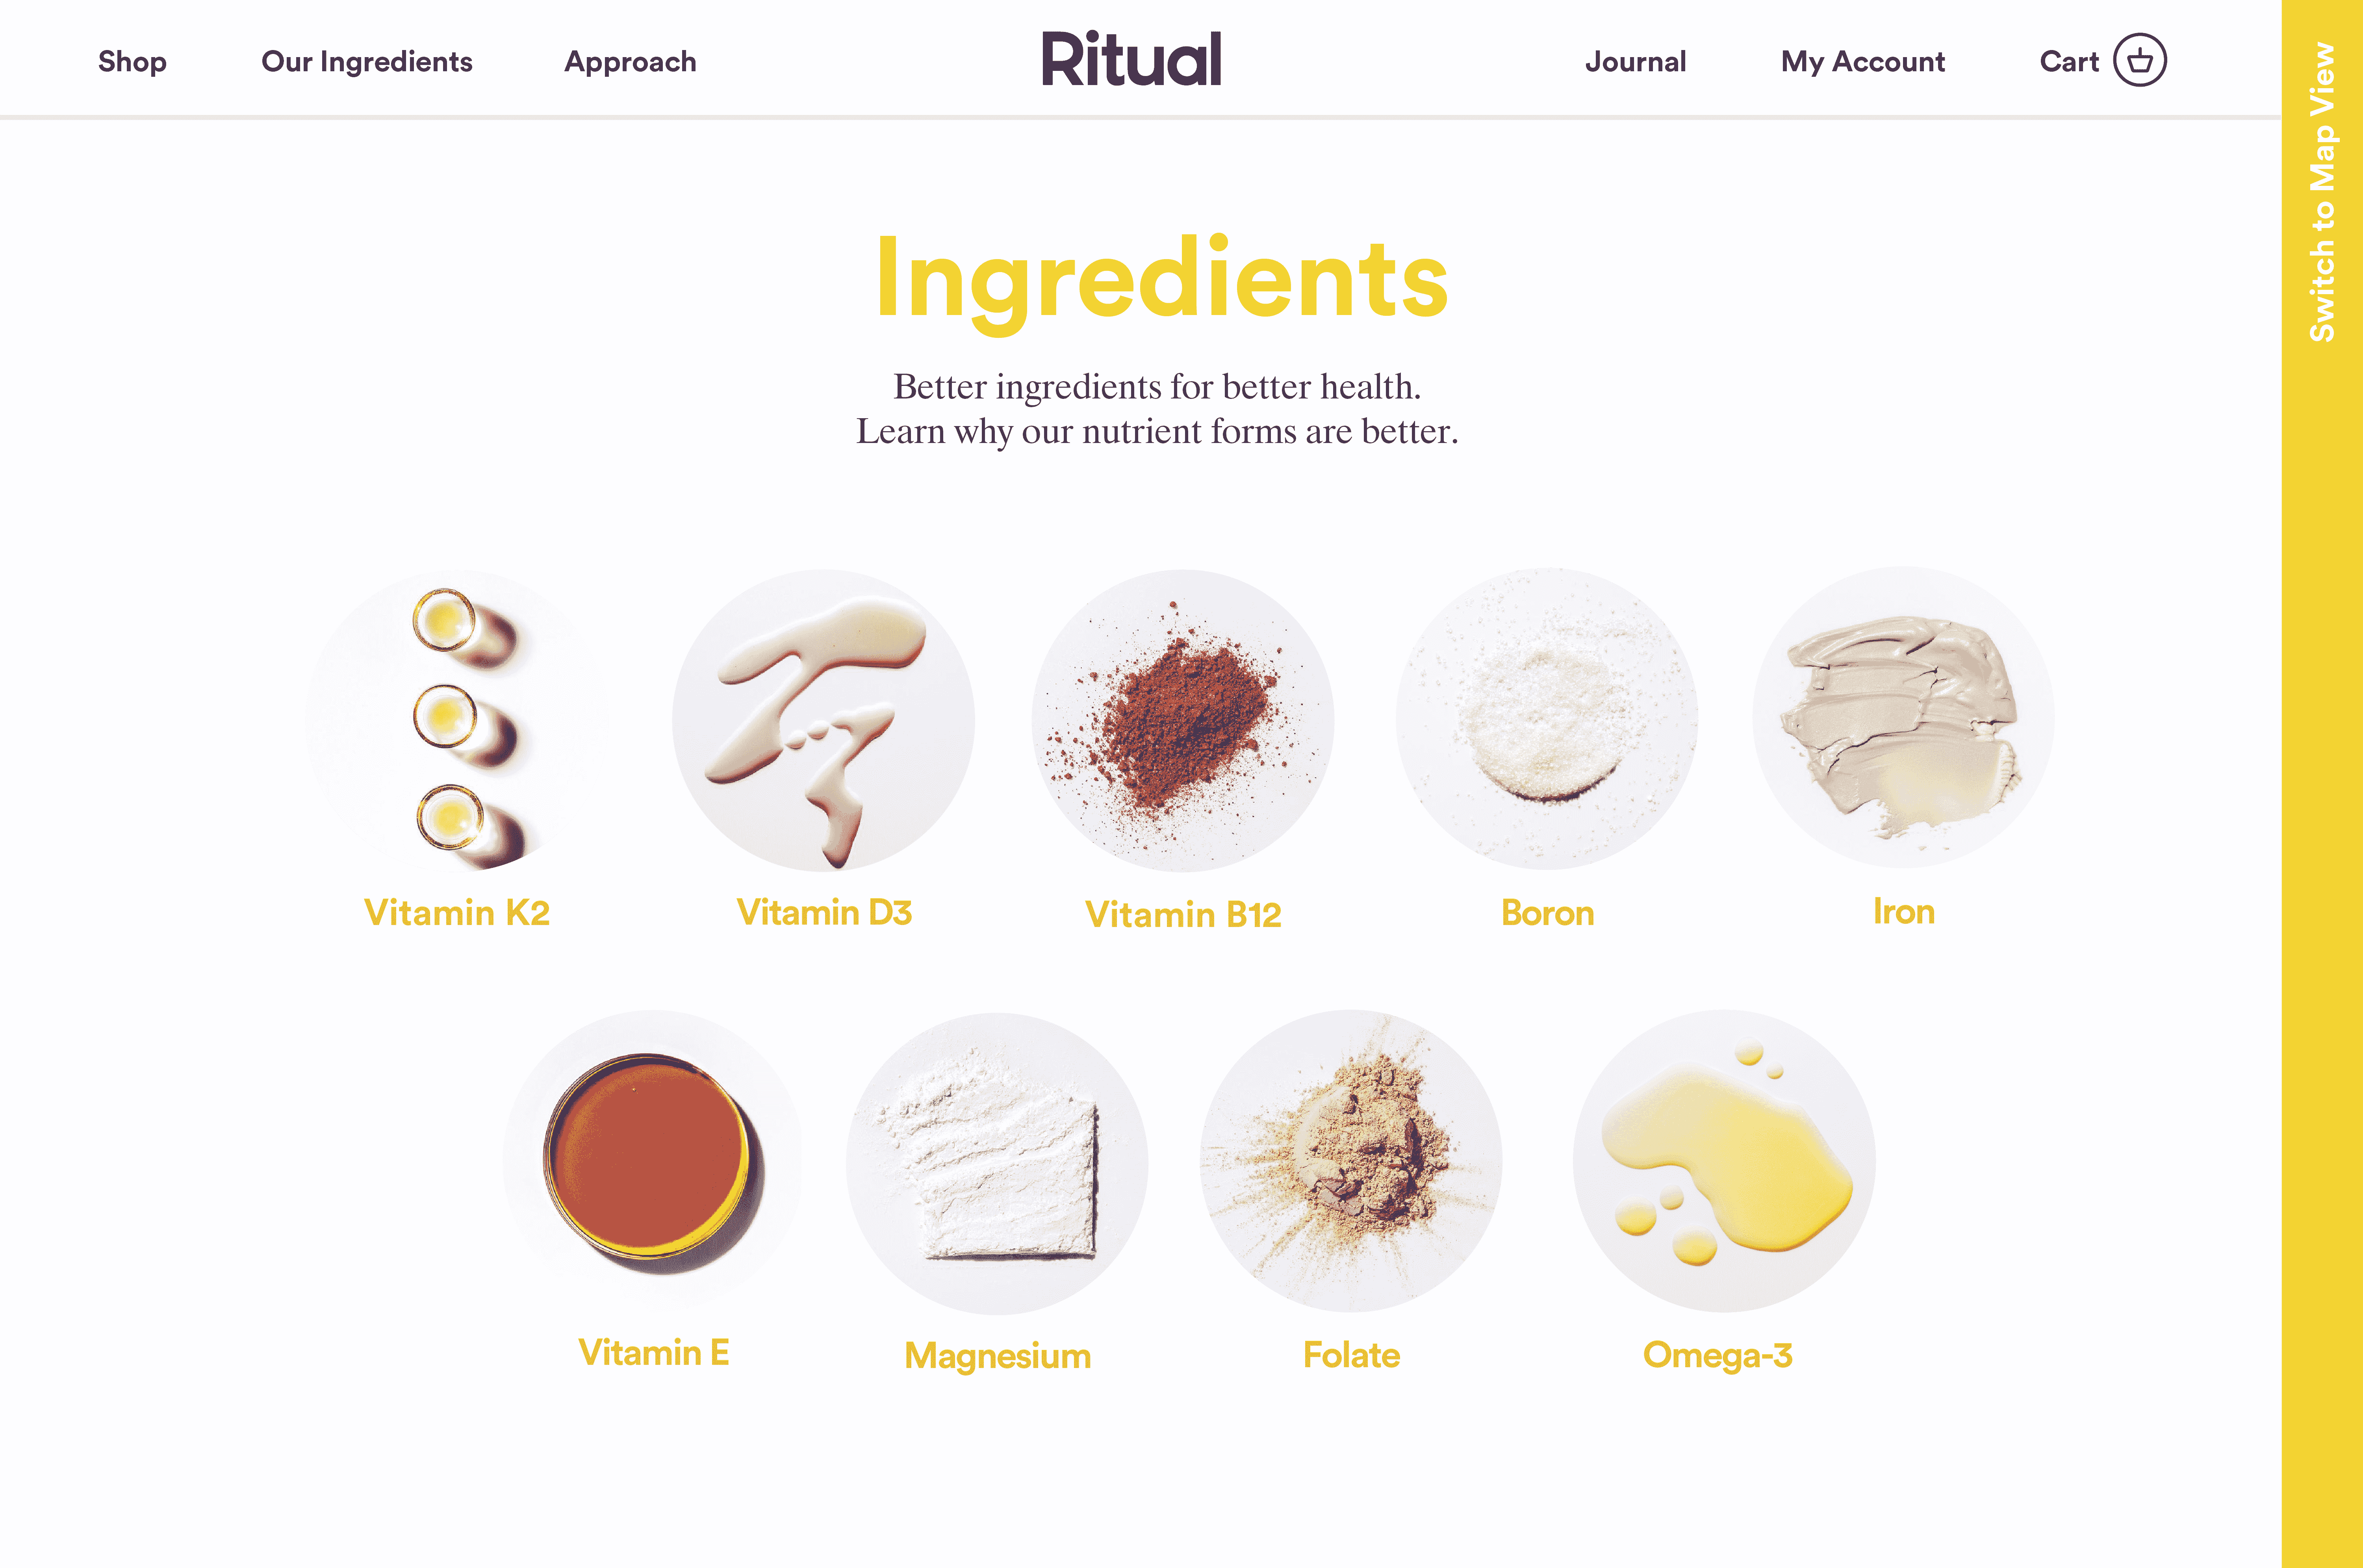 Shop
Our Ingredients
Approach
Ritual
Journal
My Account
Cart
Switch to Map View
Ingredients
Better ingredients for better health.
Learn why our nutrient forms are better.
Vitamin K2
Vitamin D3
Vitamin B12
Boron
Iron
Vitamin E
Magnesium
Folate
Omega-3